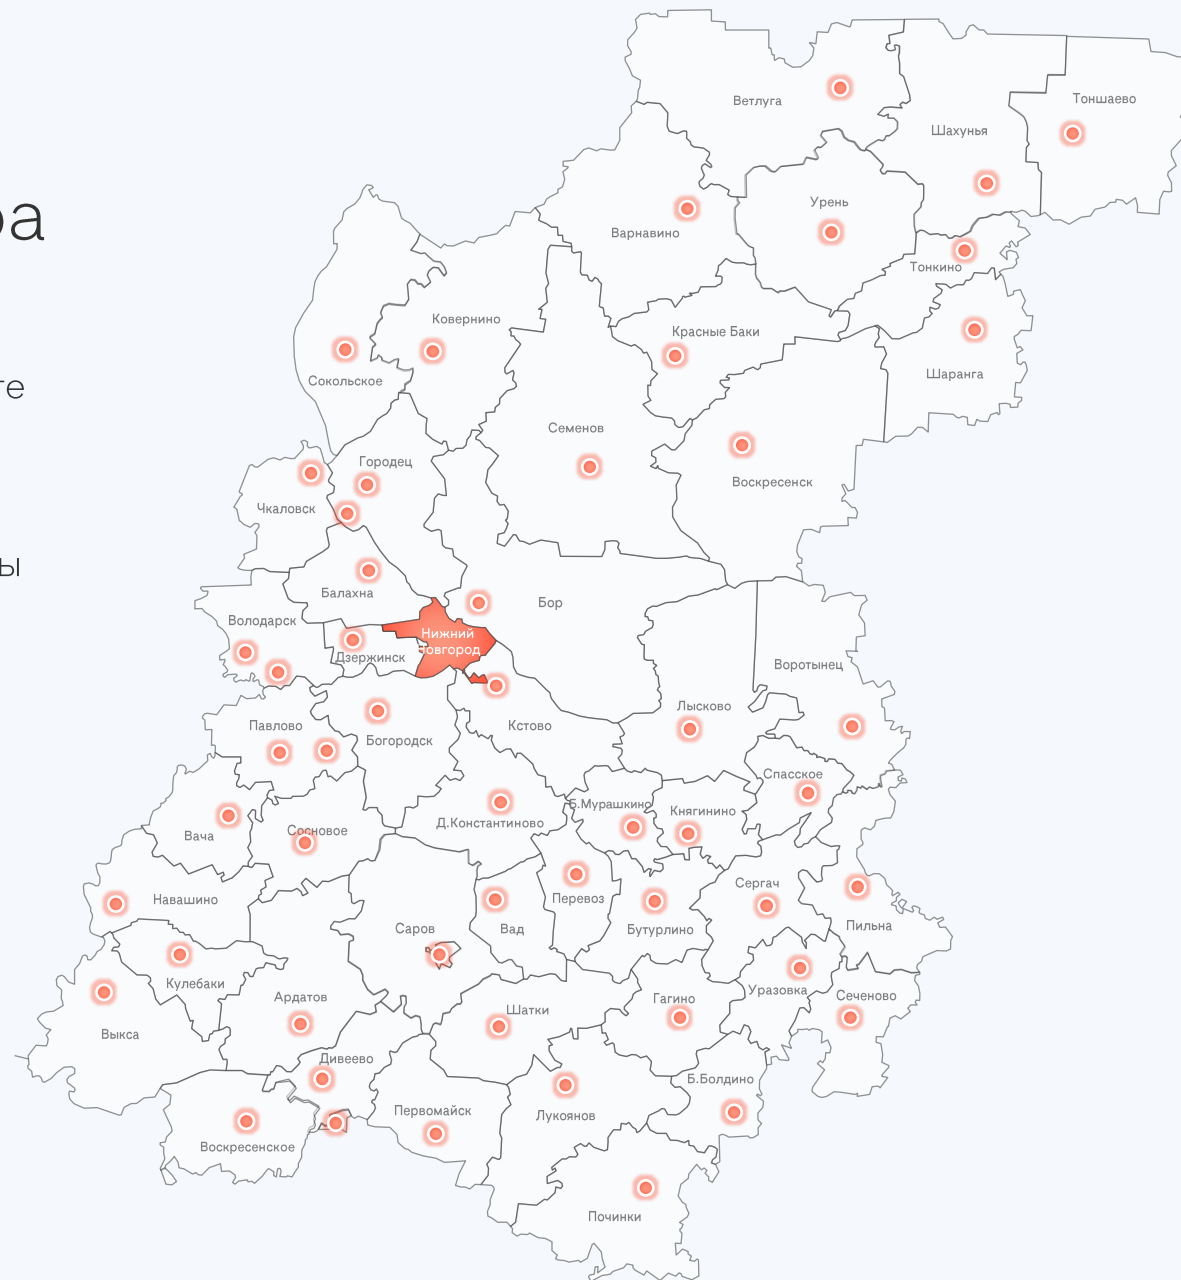 Ветлуга
Тоншаево
Шахунья
Урень
Варнавино
Тонкино
ра
Ковернино
Красные Баки
Шаранга
Сокольское
те
Семенов
Городец
Воскресенск
Чкаловск
ы
Балахна
Бор
Володарск
Нижний
Новгород
Дзержинск
Воротынец
Лысково
Павлово
Кстово
Богородск
Спасское
Б.Мурашкино
Княгинино
Д.Константиново
Сосновое
Вача
Сергач
Навашино
Перевоз
Пильна
Саров
Вад
Бутурлино
Кулебаки
Уразовка
Сеченово
Ардатов
Гагино
Шатки
Выкса
Дивеево
Б.Болдино
Первомайск
Лукоянов
Воскресенское
Починки